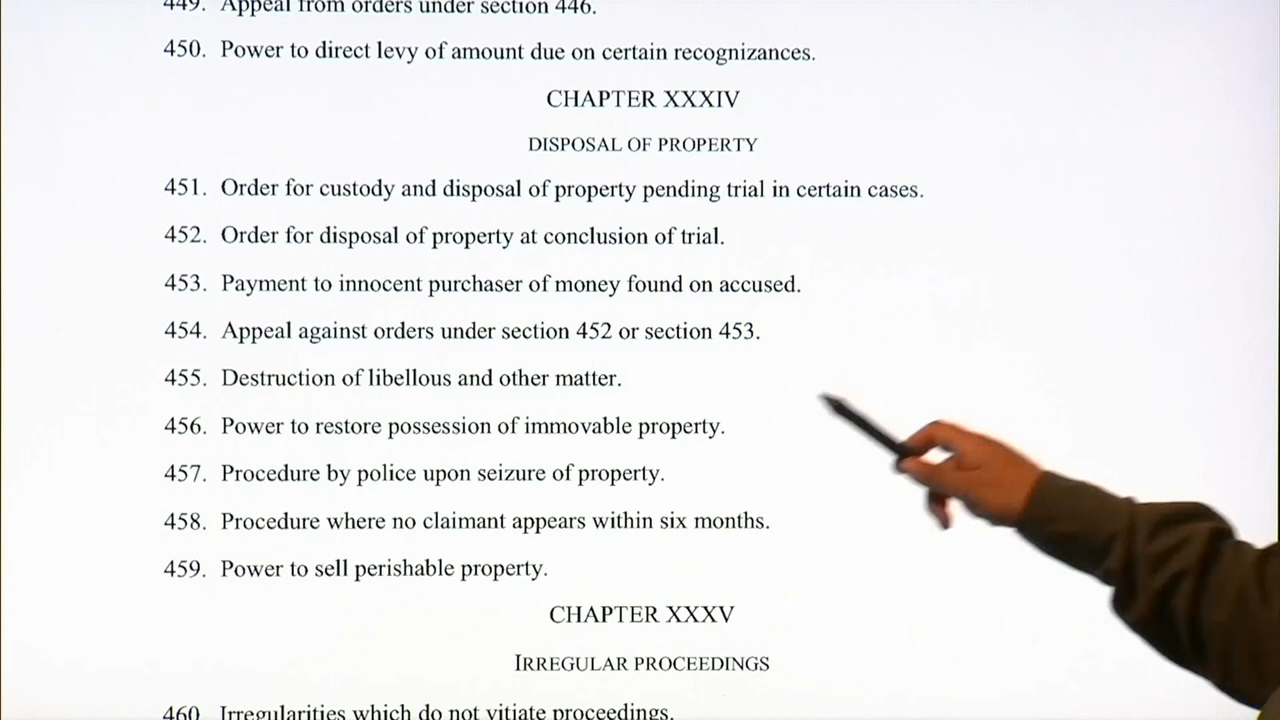 449. Appeal from orders under section 446.
450. Power to direct levy of amount due on certain recognizances.
CHAPTER XXXIV
DISPOSAL OF PROPERTY
451. Order for custody and disposal of property pending trial in certain cases.
452. Order for disposal of property at conclusion of trial.
453. Payment to innocent purchaser of money found on accused.
454. Appeal against orders under section 452 or section 453.
455. Destruction of libellous and other matter.
456. Power to restore possession of immovable property.
457. Procedure by police upon seizure of property.
458. Procedure where no claimant appears within six months.
459. Power to sell perishable property.
CHAPTER XXXV
IRREGULAR PROCEEDINGS
460. Irregularities which do not vitiate proceedings.